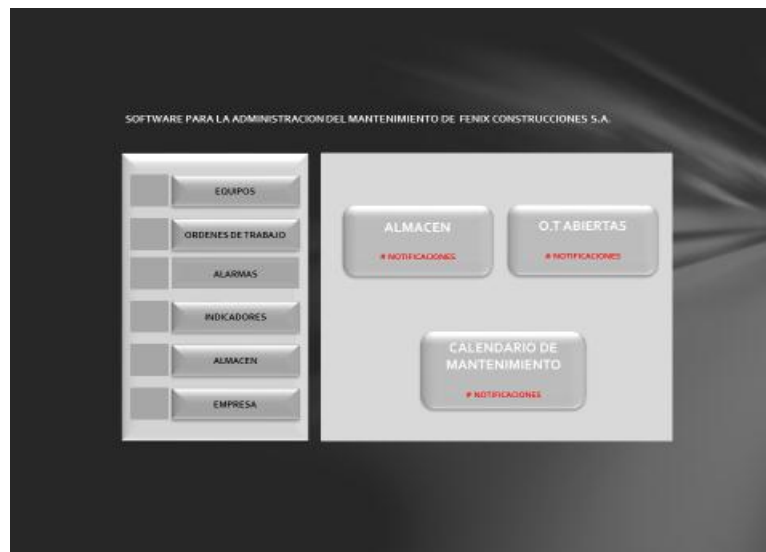 SOFTWARE PARA LA ADMINISTRACION DEL MANTENIMIENTO DE FENIX CONSTRUCCIONES S.A.
EQUIPOS
ORDENES DE TRABAJO
ALARMAS
INDICADORES
ALMACEN
EMPRESA
ALMACEN
# NOTIFICACIONES
O.T ABIERTAS
# NOTIFICACIONES
CALENDARIO DE
MANTENIMIENTO
# NOTIFICACIONES